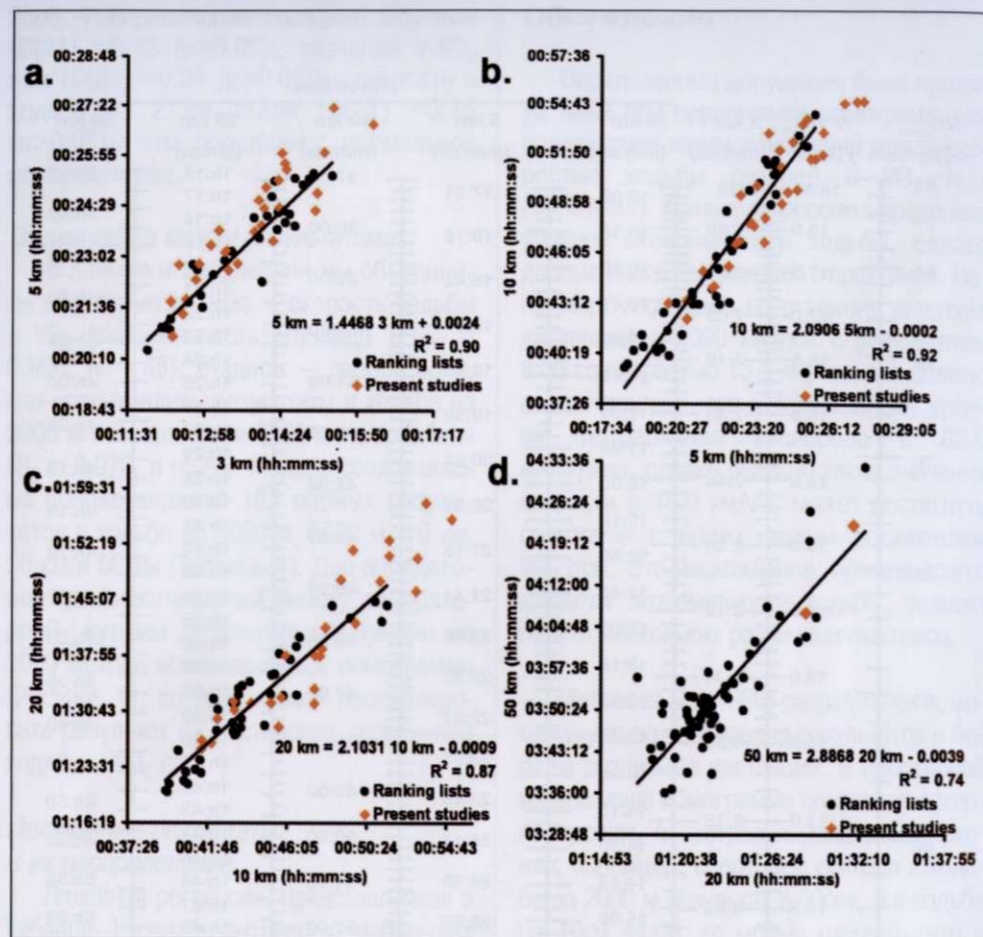 a.
00:28:48
00:27:22
00:25:55
00:24:29
00:23:02
00:21:36
00:20:10
00:18:43
5 km (hh:mm:ss)
5 km = 1.4468 3 km + 0.0024
R² = 0.90
Ranking lists
Present studies
00:11:31 00:12:58 00:14:24 00:15:50 00:17:17
3 km (hh:mm:ss)
b.
00:57:36
00:54:43
00:51:50
00:48:58
00:46:05
00:43:12
00:40:19
00:37:26
10 km (hh:mm:ss)
10 km = 2.0906 5km - 0.0002
R² = 0.92
Ranking lists
Present studies
00:17:34 00:20:27 00:23:20 00:26:12 00:29:05
5 km (hh:mm:ss)
c.
01:59:31
01:52:19
01:45:07
01:37:55
01:30:43
01:23:31
01:16:19
20 km (hh:mm:ss)
20 km = 2.1031 10 km - 0.0009
R² = 0.87
Ranking lists
Present studies
00:37:26 00:41:46 00:46:05 00:50:24 00:54:43
10 km (hh:mm:ss)
d.
04:33:36
04:26:24
04:19:12
04:12:00
04:04:48
03:57:36
03:50:24
03:43:12
03:36:00
03:28:48
50 km (hh:mm:ss)
50 km = 2.8868 20 km - 0.0039
R² = 0.74
Ranking lists
Present studies
01:14:53 01:20:38 01:26:24 01:32:10 01:37:55
20 km (hh:mm:ss)